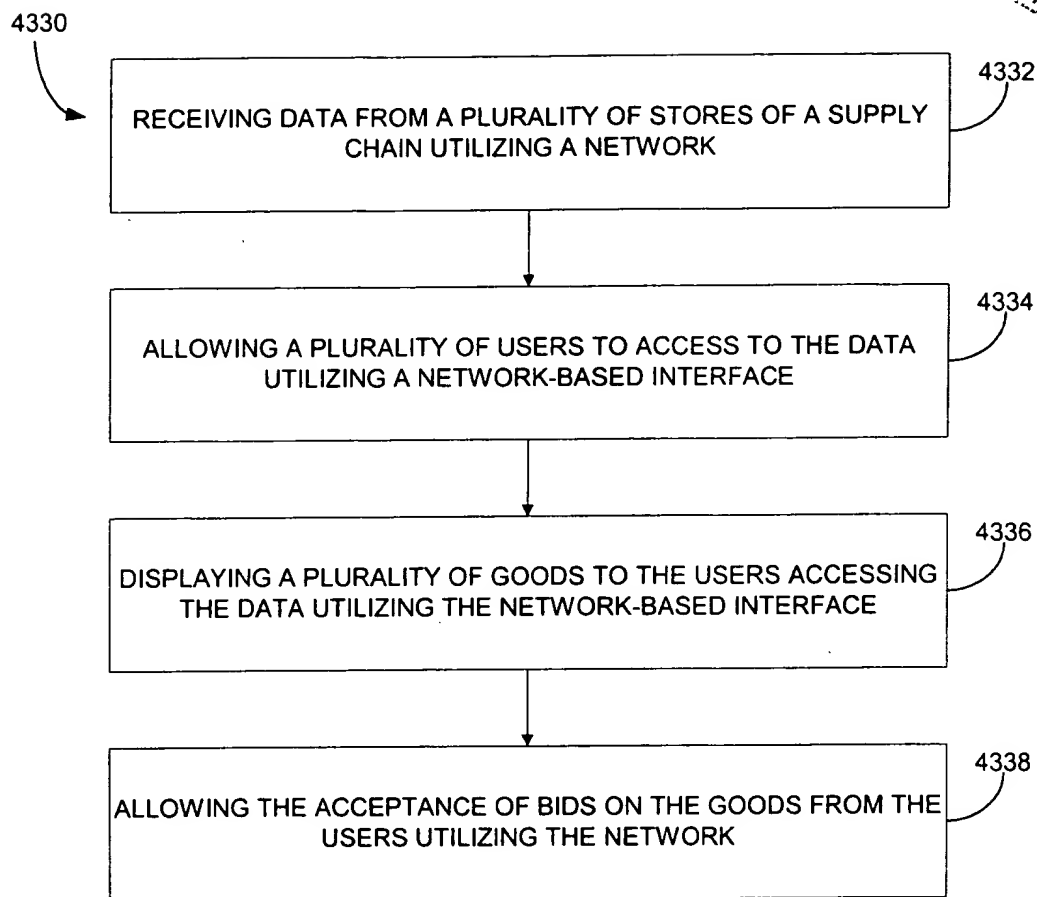 4330
4332
RECEIVING DATA FROM A PLURALITY OF STORES OF A SUPPLY
CHAIN UTILIZING A NETWORK
4334
ALLOWING A PLURALITY OF USERS TO ACCESS TO THE DATA
UTILIZING A NETWORK-BASED INTERFACE
4336
DISPLAYING A PLURALITY OF GOODS TO THE USERS ACCESSING
THE DATA UTILIZING THE NETWORK-BASED INTERFACE
4338
ALLOWING THE ACCEPTANCE OF BIDS ON THE GOODS FROM THE
USERS UTILIZING THE NETWORK